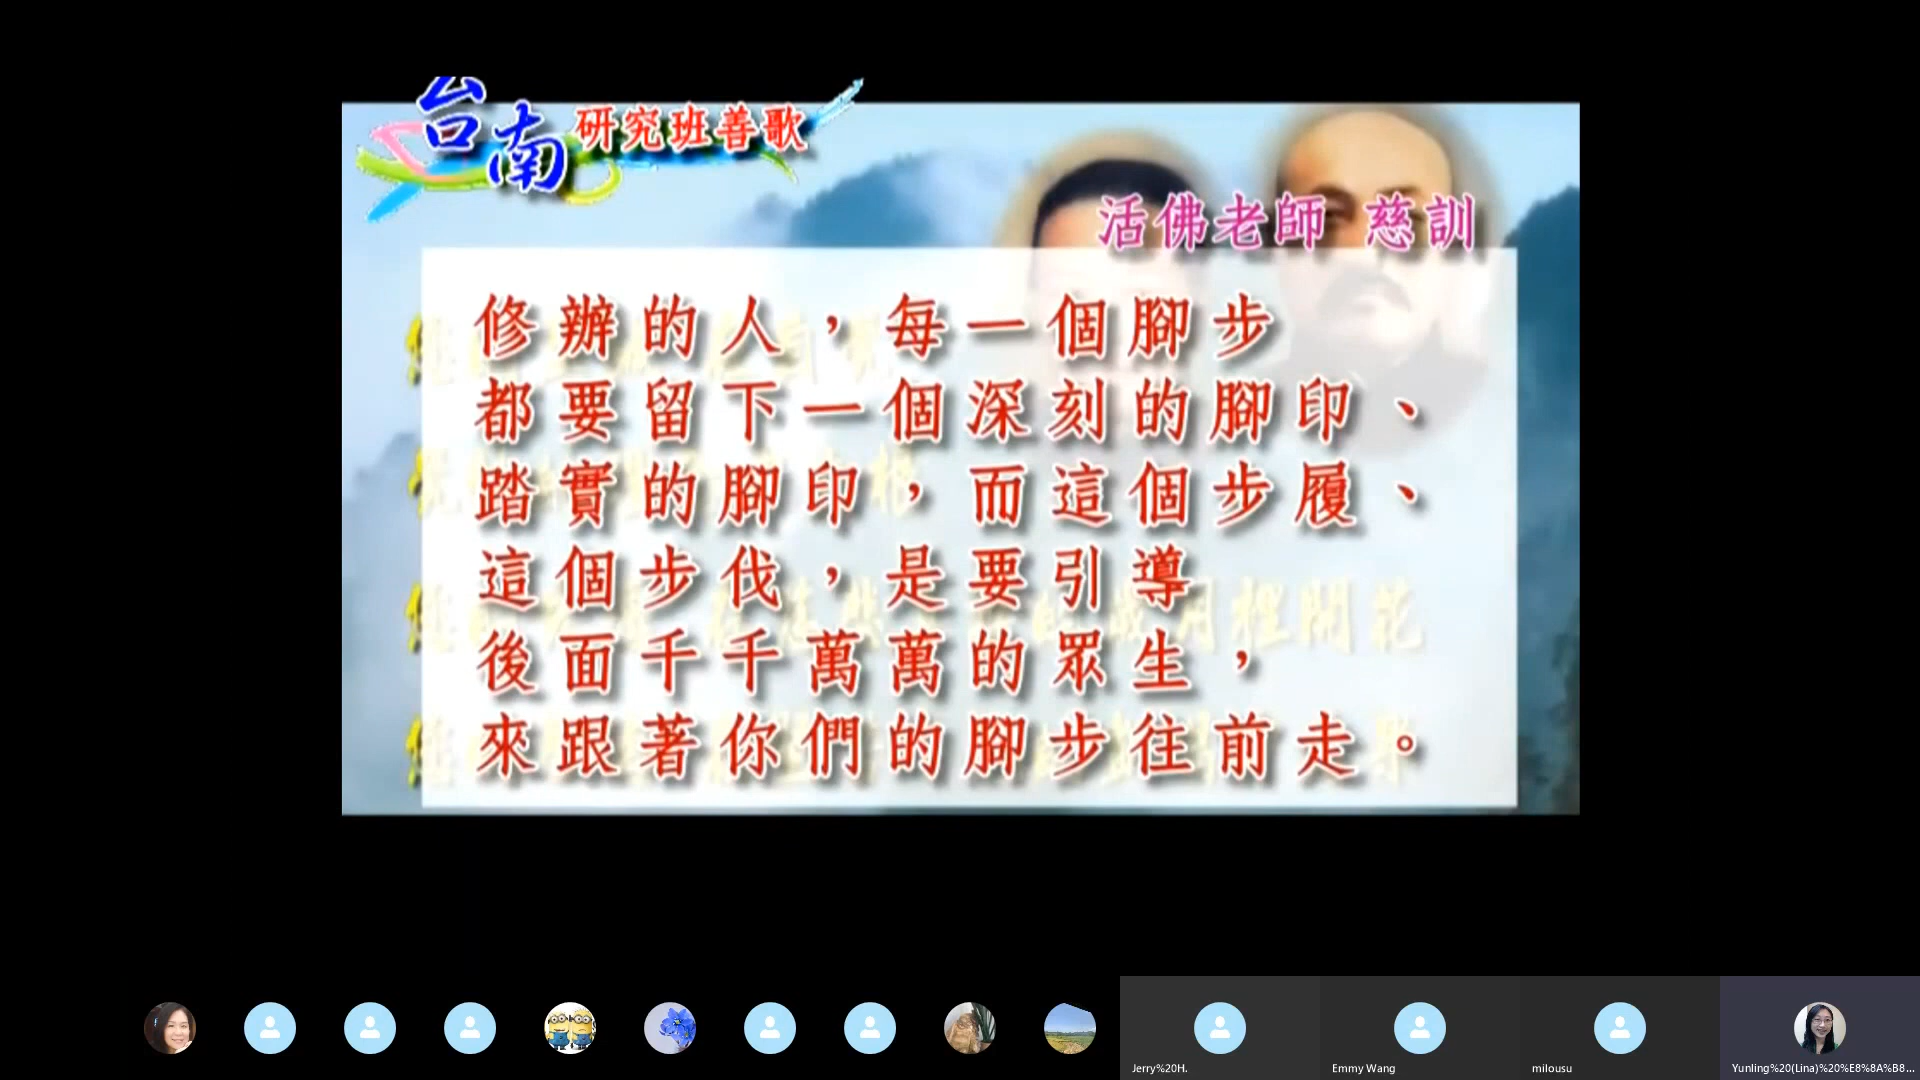 台南研究班善歌
活佛老師 慈訓
修辦的人，每一個腳步
都要留下一個深刻的腳印、
踏實的腳印，而這個步履、
這個步伐，是要引導
後面千千萬萬的眾生，
來跟著你們的腳步往前走。
Jerry%20H.
Emmy Wang
milousu
Yunling%20(Lina)%20%E8%8A%B8...